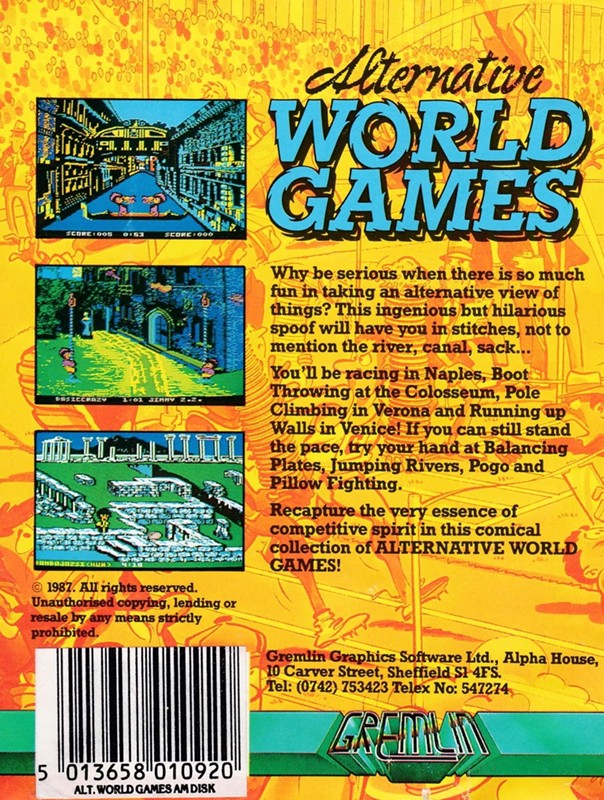 Alternative
WORLD
GAMES
SCORE:005 0:53 SCORE:000
Why be serious when there is so much
fun in taking an alternative view of
things? This ingenious but hilarious
spoof will have you in stitches, not to
mention the river, canal, sack...
You'll be racing in Naples, Boot
Throwing at the Colosseum, Pole
Climbing in Verona and Running up
Walls in Venice! If you can still stand
the pace, try your hand at Balancing
Plates, Jumping Rivers, Pogo and
Pillow Fighting.
Recapture the very essence of
competitive spirit in this comical
collection of ALTERNATIVE WORLD
GAMES!
1:01 JIMMY
4:10
© 1987. All rights reserved.
Unauthorised copying, lending or
resale by any means strictly
prohibited.
Gremlin Graphics Software Ltd., Alpha House,
10 Carver Street, Sheffield S1 4FS.
Tel: (0742) 753423 Telex No: 547274
GREMLIN
5 013658 010920
ALT. WORLD GAMES AM DISK